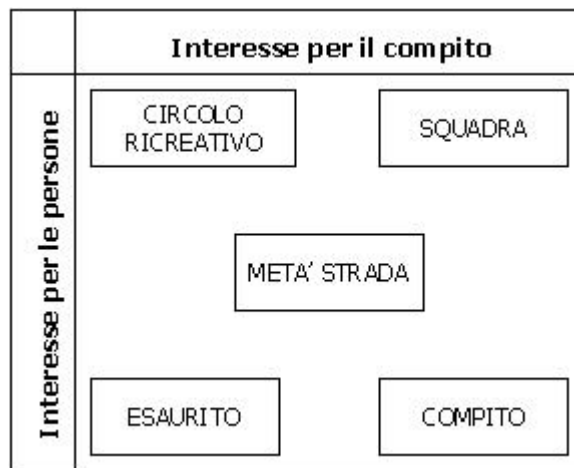 Interesse per il compito
Interesse per le persone
CIRCOLO
RICREATIVO
SQUADRA
META' STRADA
ESAURITO
COMPITO